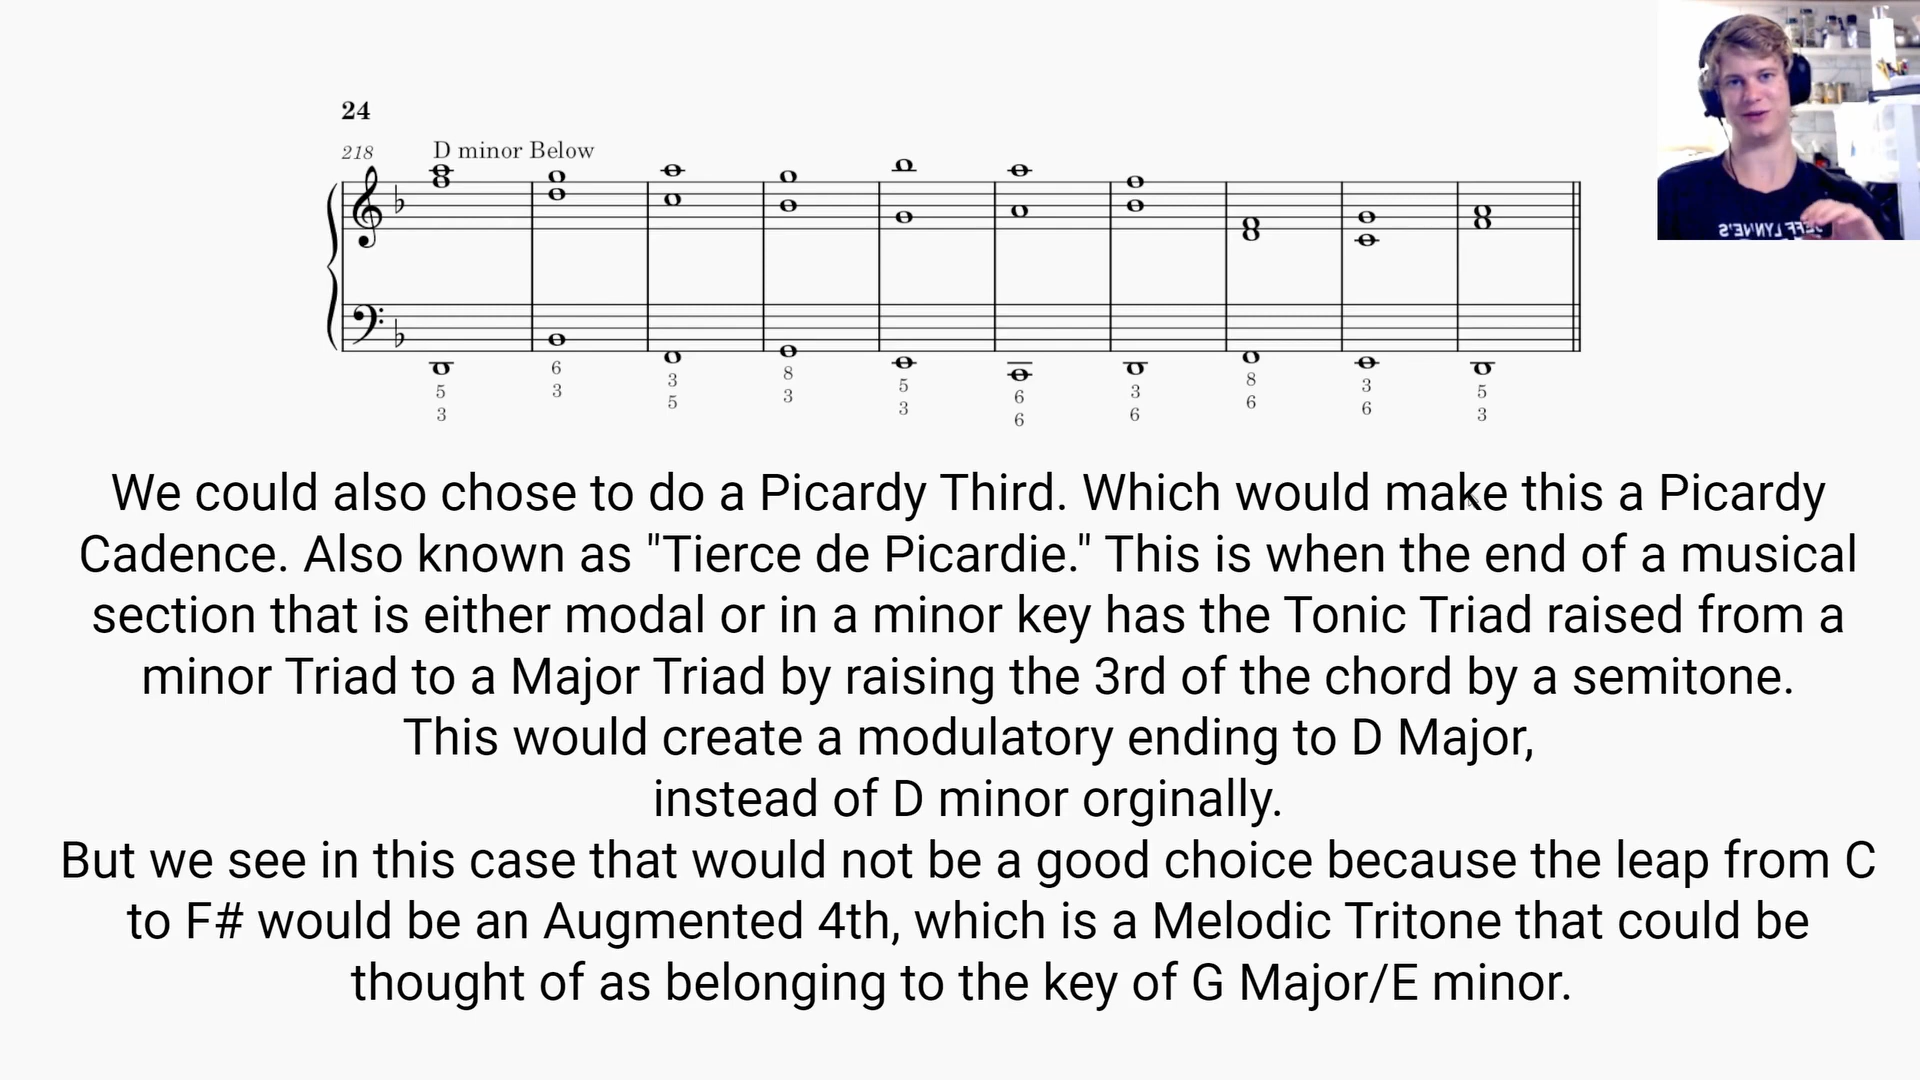 24
218 D minor Below
5 6 3 8 5 6 3 8 3 5
3 3 5 3 3 6 6 6 6 3
We could also chose to do a Picardy Third. Which would make this a Picardy
Cadence. Also known as "Tierce de Picardie." This is when the end of a musical
section that is either modal or in a minor key has the Tonic Triad raised from a
minor Triad to a Major Triad by raising the 3rd of the chord by a semitone.
This would create a modulatory ending to D Major,
instead of D minor orginally.
But we see in this case that would not be a good choice because the leap from C
to F# would be an Augmented 4th, which is a Melodic Tritone that could be
thought of as belonging to the key of G Major/E minor.